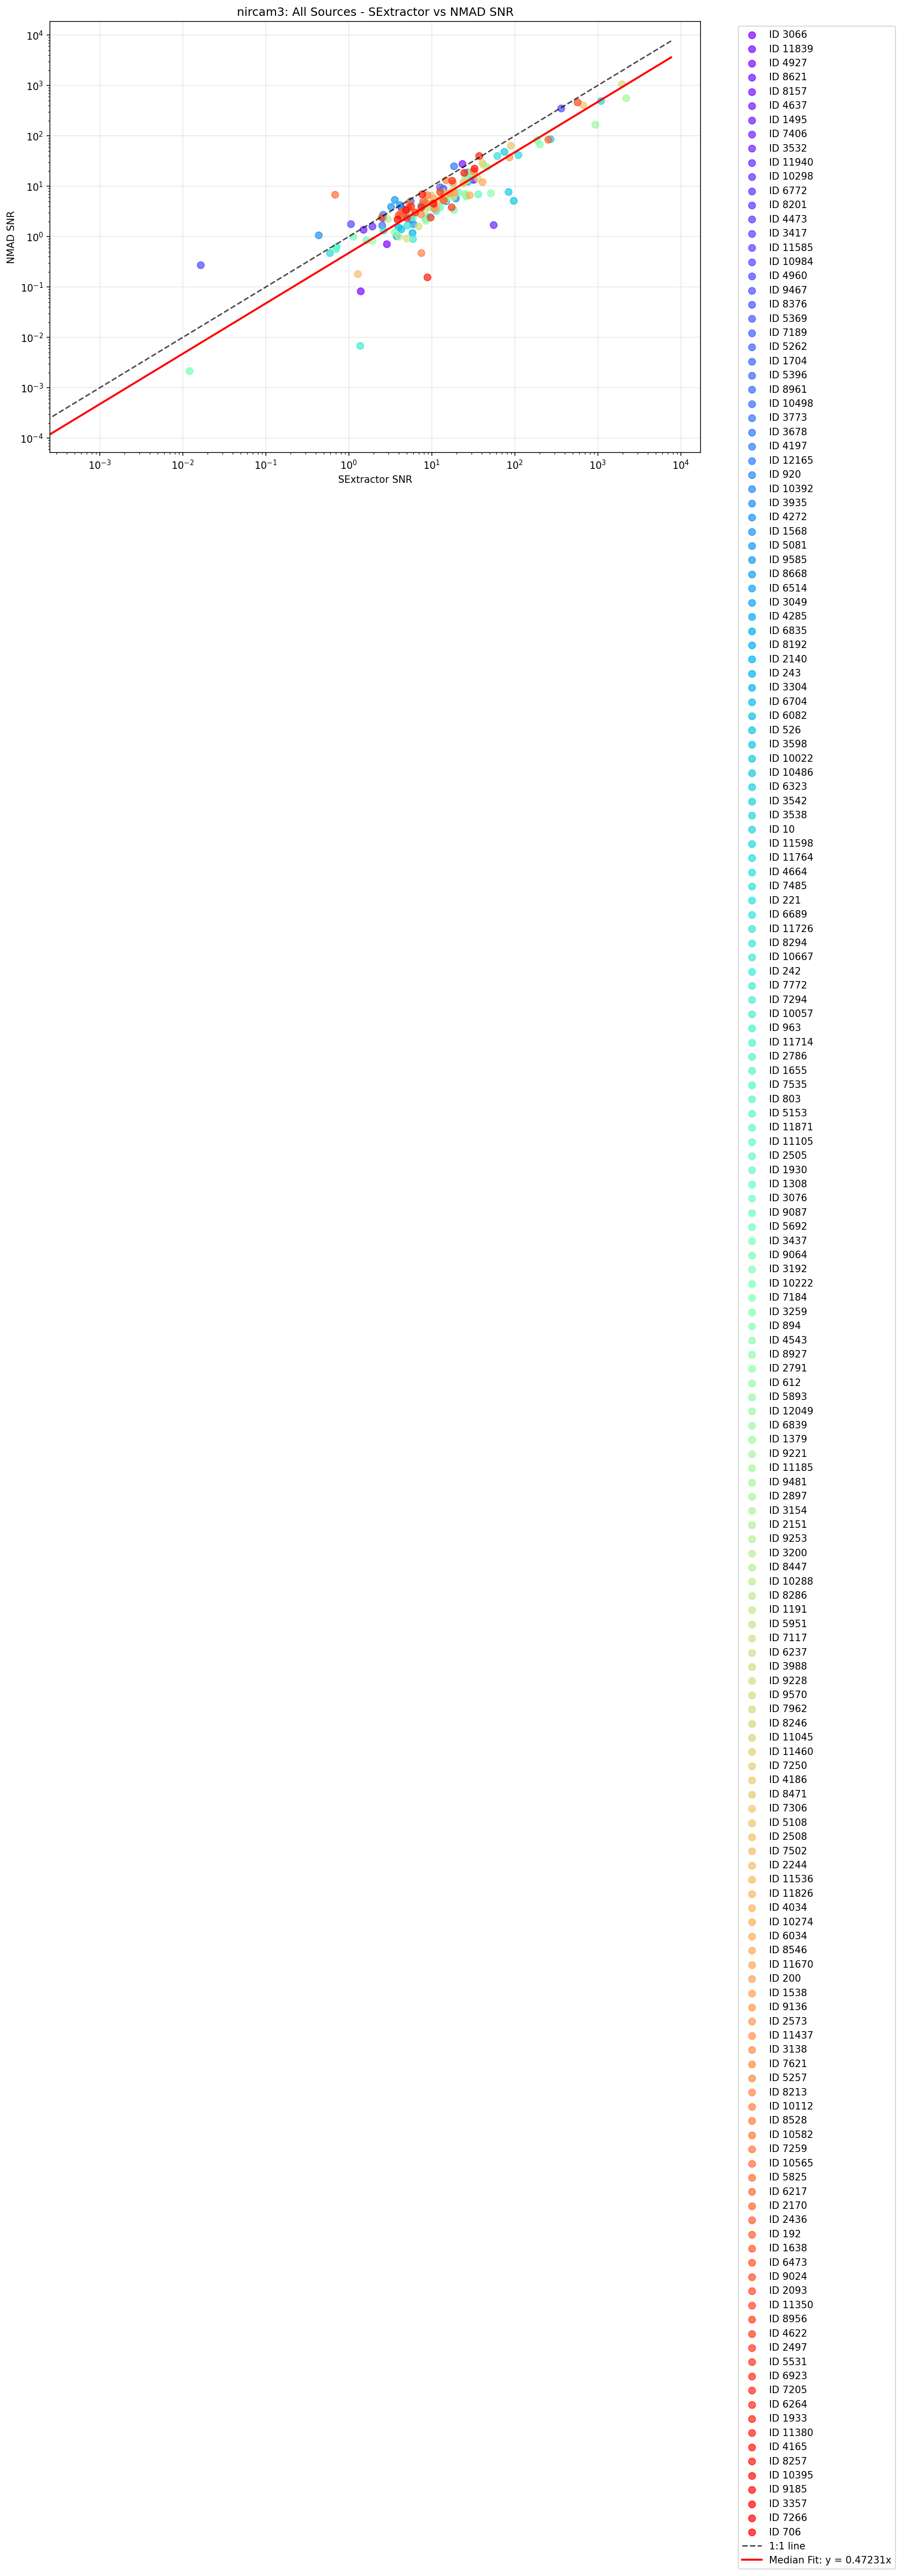 nircam3: All Sources - SExtractor vs NMAD SNR
NMAD SNR
10⁴
10³
10²
10¹
10⁰
10⁻¹
10⁻²
10⁻³
10⁻⁴
10⁻³
10⁻²
10⁻¹
10⁰
10¹
10²
10³
10⁴
SExtractor SNR
ID 3066
ID 11839
ID 4927
ID 8621
ID 8157
ID 4637
ID 1495
ID 7406
ID 3532
ID 11940
ID 10298
ID 6772
ID 8201
ID 4473
ID 3417
ID 11585
ID 10984
ID 4960
ID 9467
ID 8376
ID 5369
ID 7189
ID 5262
ID 1704
ID 5396
ID 8961
ID 10498
ID 3773
ID 3678
ID 4197
ID 12165
ID 920
ID 10392
ID 3935
ID 4272
ID 1568
ID 5081
ID 9585
ID 8668
ID 6514
ID 3049
ID 4285
ID 6835
ID 8192
ID 2140
ID 243
ID 3304
ID 6704
ID 6082
ID 526
ID 3598
ID 10022
ID 10486
ID 6323
ID 3542
ID 3538
ID 10
ID 11598
ID 11764
ID 4664
ID 7485
ID 221
ID 6689
ID 11726
ID 8294
ID 10667
ID 242
ID 7772
ID 7294
ID 10057
ID 963
ID 11714
ID 2786
ID 1655
ID 7535
ID 803
ID 5153
ID 11871
ID 11105
ID 2505
ID 1930
ID 1308
ID 3076
ID 9087
ID 5692
ID 3437
ID 9064
ID 3192
ID 10222
ID 7184
ID 3259
ID 894
ID 4543
ID 8927
ID 2791
ID 612
ID 5893
ID 12049
ID 6839
ID 1379
ID 9221
ID 11185
ID 9481
ID 2897
ID 3154
ID 2151
ID 9253
ID 3200
ID 8447
ID 10288
ID 8286
ID 1191
ID 5951
ID 7117
ID 6237
ID 3988
ID 9228
ID 9570
ID 7962
ID 8246
ID 11045
ID 11460
ID 7250
ID 4186
ID 8471
ID 7306
ID 5108
ID 2508
ID 7502
ID 2244
ID 11536
ID 11826
ID 4034
ID 10274
ID 6034
ID 8546
ID 11670
ID 200
ID 1538
ID 9136
ID 2573
ID 11437
ID 3138
ID 7621
ID 5257
ID 8213
ID 10112
ID 8528
ID 10582
ID 7259
ID 10565
ID 5825
ID 6217
ID 2170
ID 2436
ID 192
ID 1638
ID 6473
ID 9024
ID 2093
ID 11350
ID 8956
ID 4622
ID 2497
ID 5531
ID 6923
ID 7205
ID 6264
ID 1933
ID 11380
ID 4165
ID 8257
ID 10395
ID 9185
ID 3357
ID 7266
ID 706
1:1 line
Median Fit: y = 0.47231x